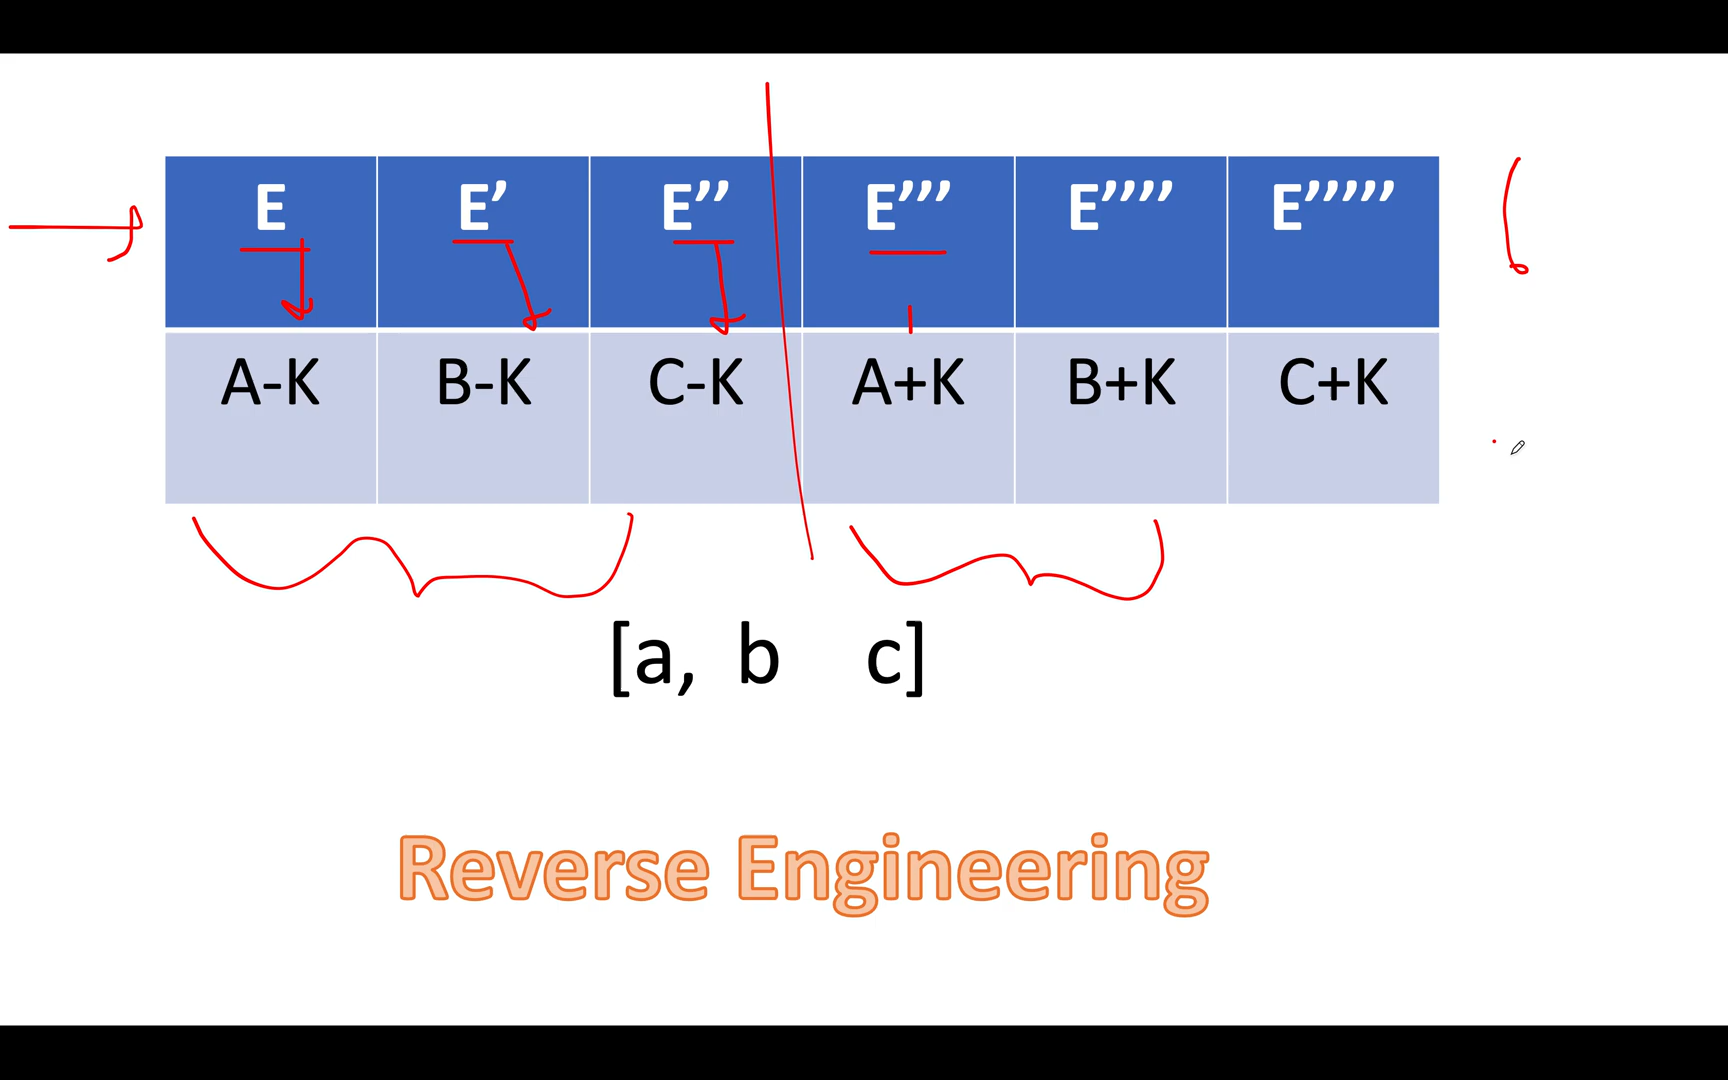 E E’ E’’ E’’’ E’’’’ E’’’’’
A-K B-K C-K A+K B+K C+K
[a, b c]
Reverse Engineering